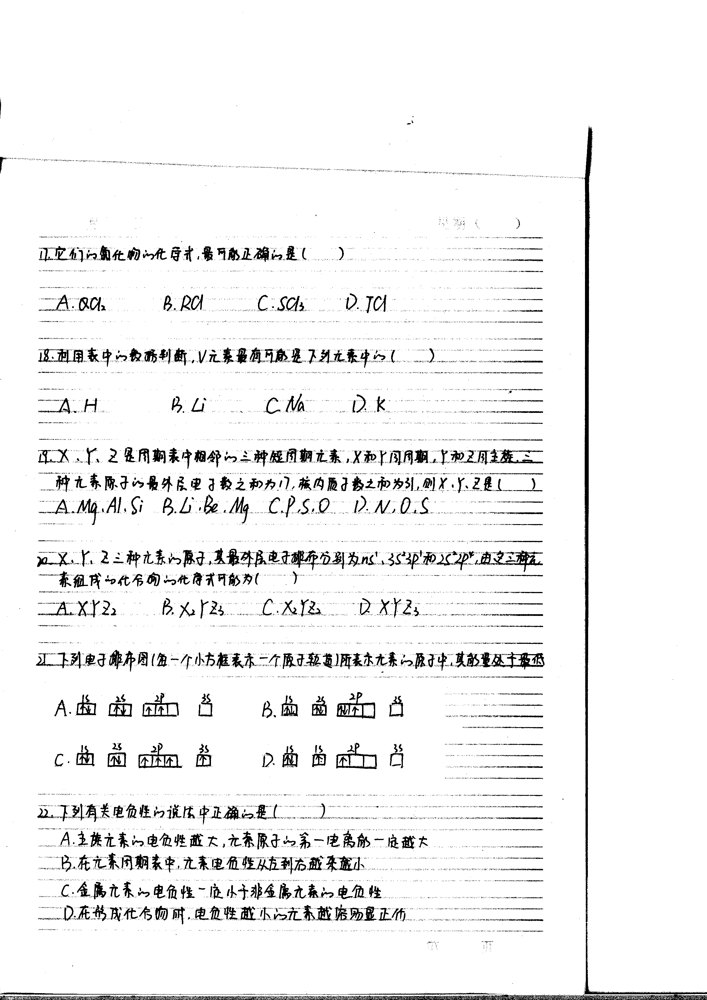 17.它们的氯化物的化学式,最可能正确的是( )
A.QCl₂ B.RCl C.SCl₃ D.TCl
18.利用表中的数据判断,V元素最有可能是下列元素中的( )
A.H B.Li C.Na D.K
19.X、Y、Z是周期表中相邻的三种短周期元素,X和Y同周期,Y和Z同主族,三
种元素原子的最外层电子数之和为17,核内质子数之和为31,则X.Y.Z是( )
A.Mg.Al.Si B.Li.Be.Mg C.P.S.O D.N.O.S
20 X.Y.Z三种元素的原子,其最外层电子排布分别为ns¹、3s²3p¹和2s²2p⁴,由这三种元
素组成的化合物的化学式可能为( )
A.XYZ₂ B.X₂YZ₃ C.X₂YZ₂ D.XYZ₃
21 下列电子排布图(每一个小方框表示一个原子轨道)所表示元素的原子中,其能量处于最低
A. 1s 2s 2p 3s B. 1s 2s 2p 3s
C. 1s 2s 2p 3s D. 1s 1s 2p 3s
22.下列有关电负性的说法中正确的是( )
A.主族元素的电负性越大,元素原子的第一电离能一定越大
B.在元素周期表中,元素电负性从左到右越来越小
C.金属元素的电负性一定小于非金属元素的电负性
D.在形成化合物时,电负性越小的元素越容易显正价